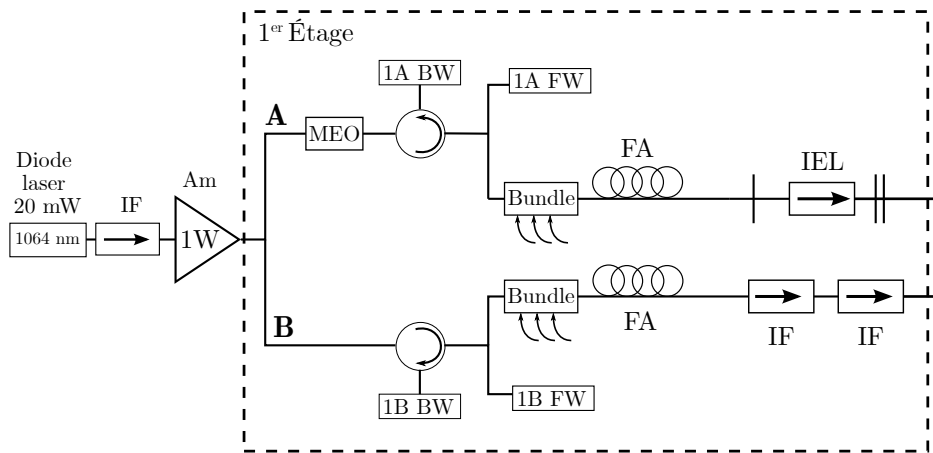 1er Étage
1A BW
1A FW
A
MEO
FA
IEL
Diode
laser
20 mW
IF
Am
Bundle
1064 nm
1W
Bundle
B
FA
IF
IF
1B BW
1B FW